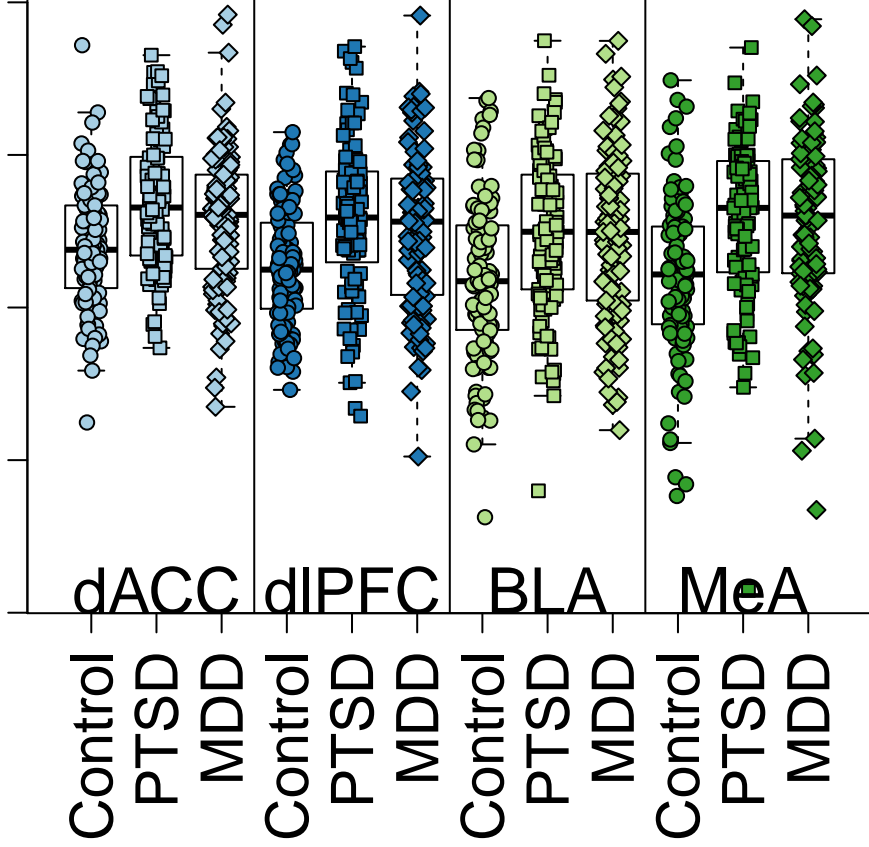 dACC dlPFC BLA MeA
Control PTSD MDD Control PTSD MDD Control PTSD MDD Control PTSD MDD